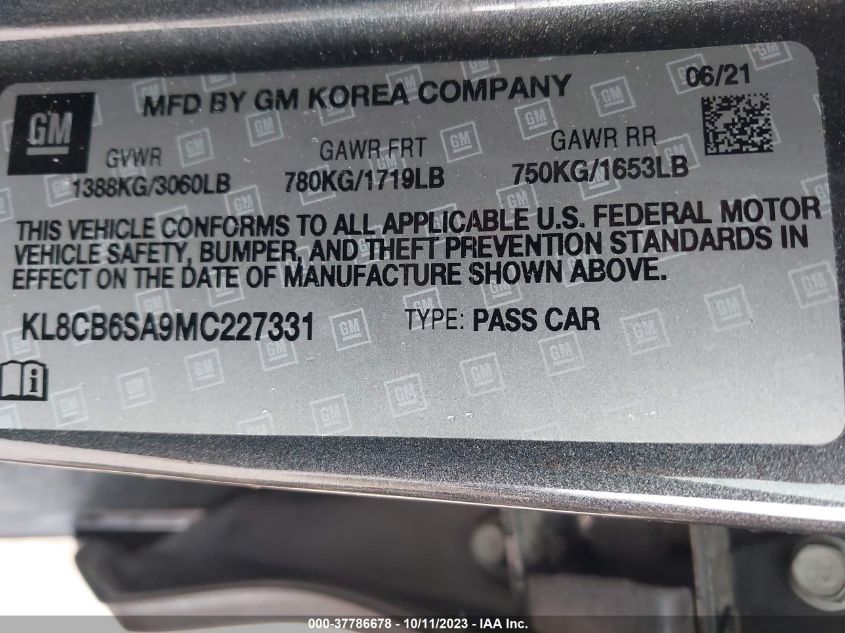 GM
MFD BY GM KOREA COMPANY
06/21
GVWR
GAWR FRT
GAWR RR
1388KG/3060LB
780KG/1719LB
750KG/1653LB
THIS VEHICLE CONFORMS TO ALL APPLICABLE U.S. FEDERAL MOTOR
VEHICLE SAFETY, BUMPER, AND THEFT PREVENTION STANDARDS IN
EFFECT ON THE DATE OF MANUFACTURE SHOWN ABOVE.
KL8CB6SA9MC227331
TYPE: PASS CAR
000-37786678 - 10/11/2023 - IAA Inc.